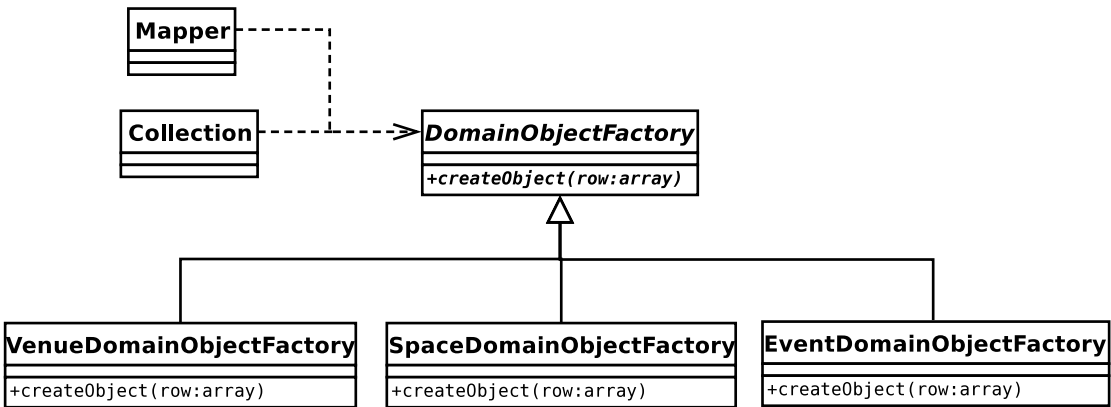 Mapper
Collection
DomainObjectFactory
+createObject(row:array)
VenueDomainObjectFactory
+createObject(row:array)
SpaceDomainObjectFactory
+createObject(row:array)
EventDomainObjectFactory
+createObject(row:array)